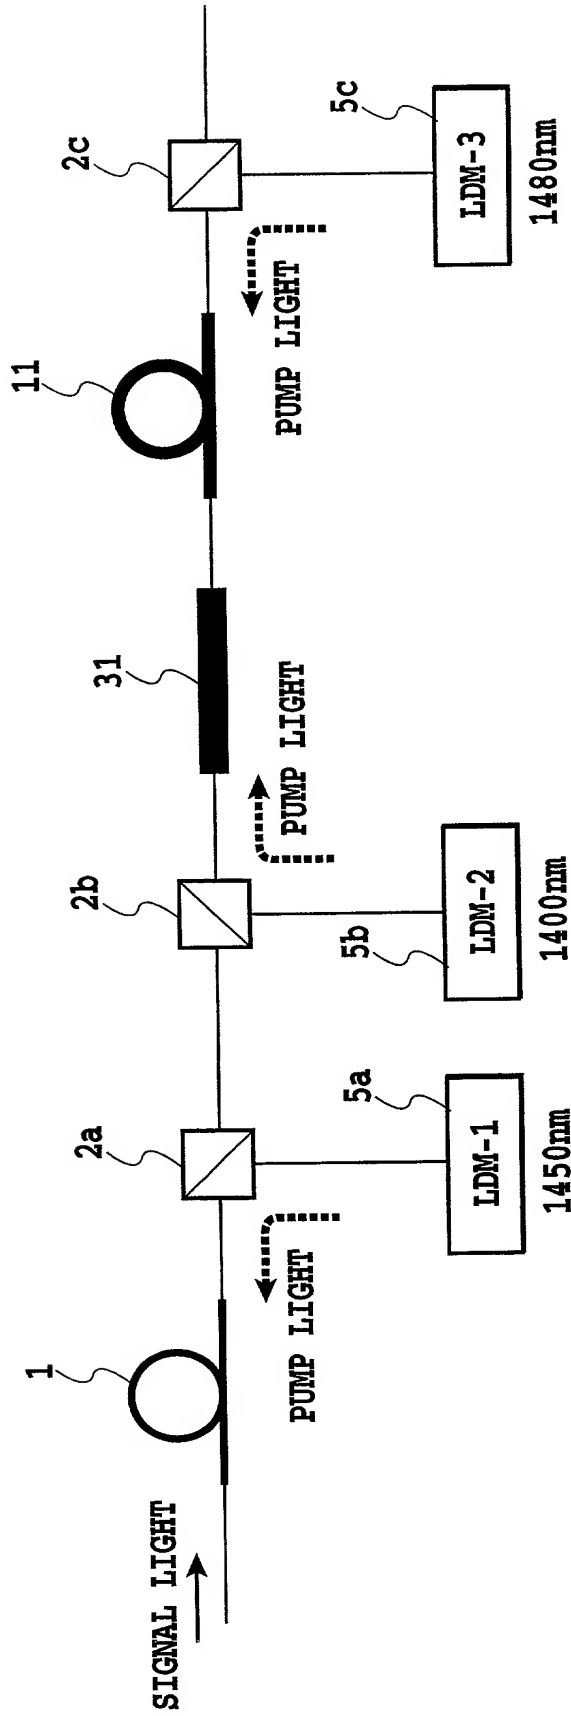 1
2a
2b
31
11
2c
SIGNAL LIGHT
PUMP LIGHT
PUMP LIGHT
PUMP LIGHT
5a
5b
5c
LDM-1
LDM-2
LDM-3
1450nm
1400nm
1480nm